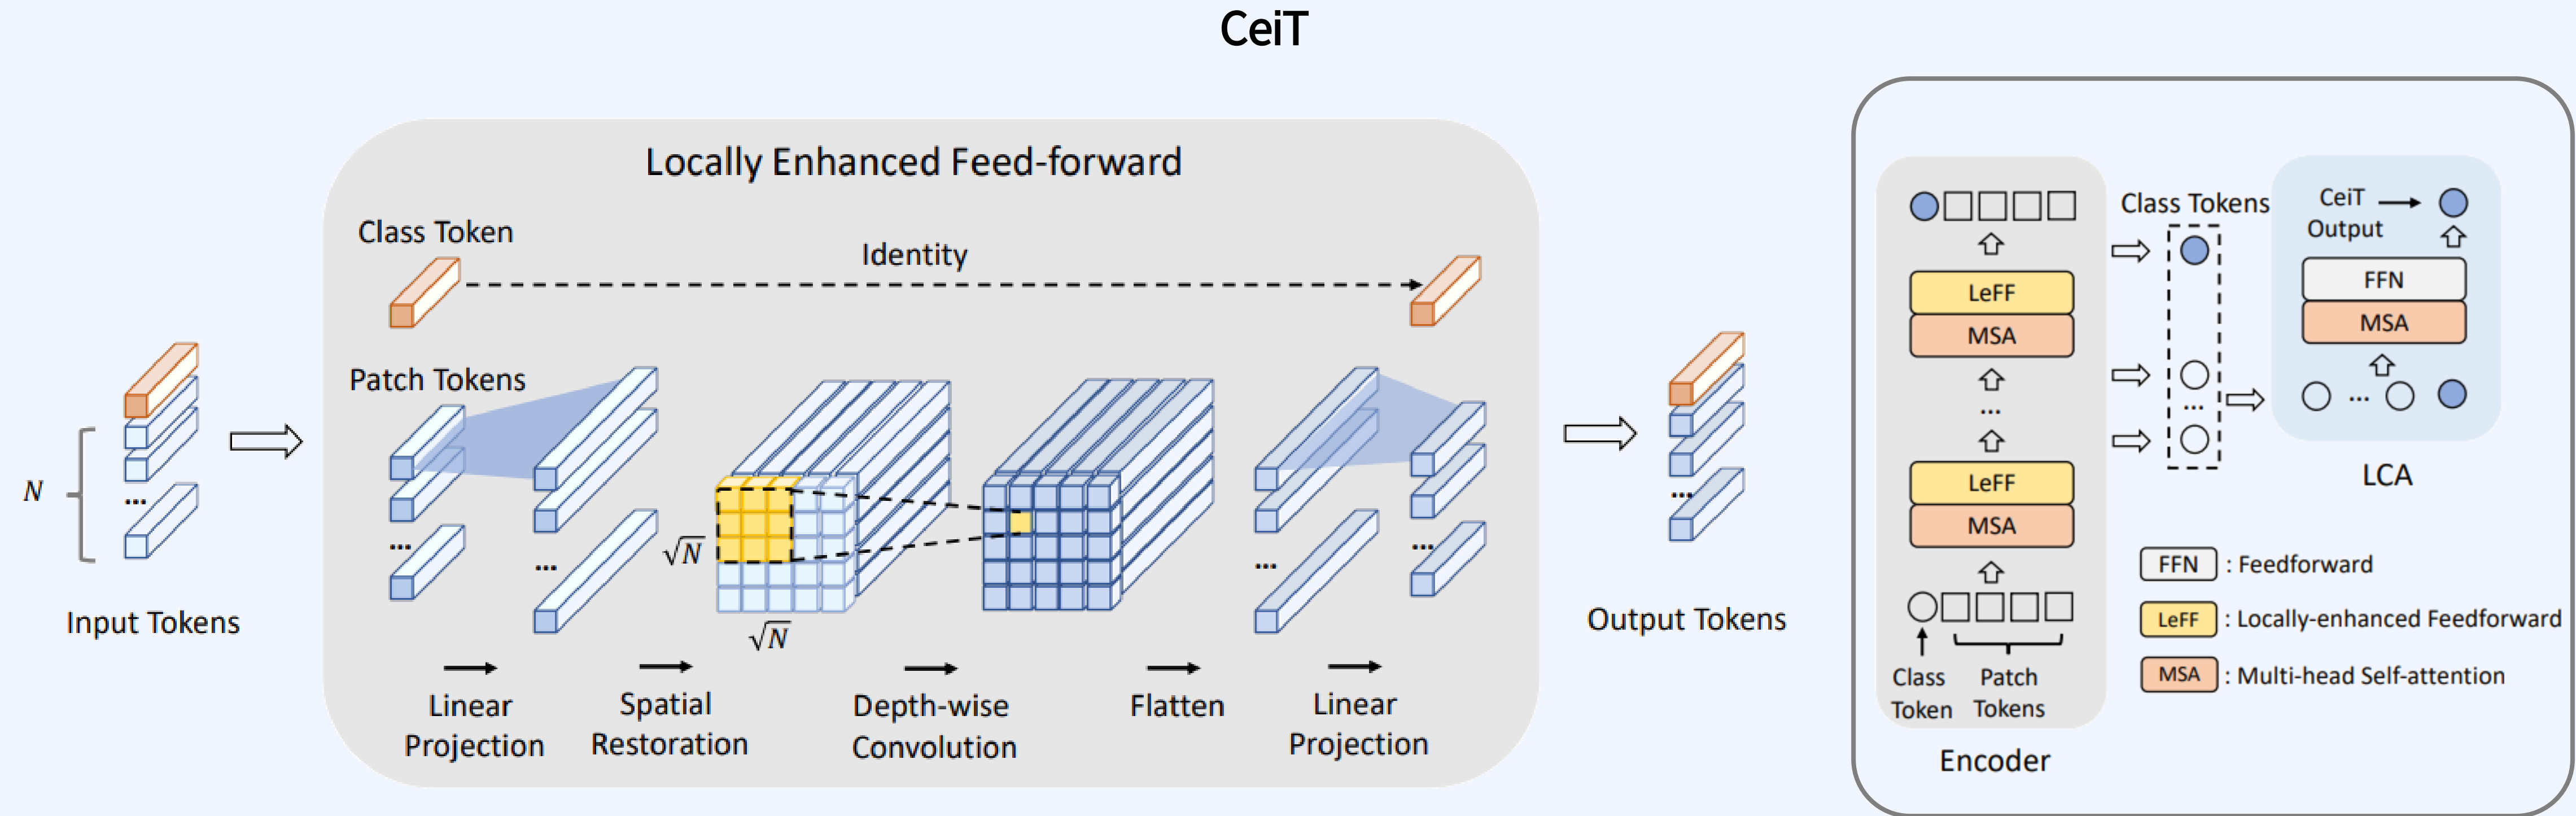 CeiT
Locally Enhanced Feed-forward
Class Token
Identity
Patch Tokens
N
...
...
...
√N
√N
...
...
...
Input Tokens
Output Tokens
Linear
Projection
Spatial
Restoration
Depth-wise
Convolution
Flatten
Linear
Projection
Class Tokens
CeiT
Output
LeFF
MSA
...
LeFF
MSA
...
FFN
MSA
...
LCA
Class
Token
Patch
Tokens
Encoder
FFN : Feedforward
LeFF : Locally-enhanced Feedforward
MSA : Multi-head Self-attention